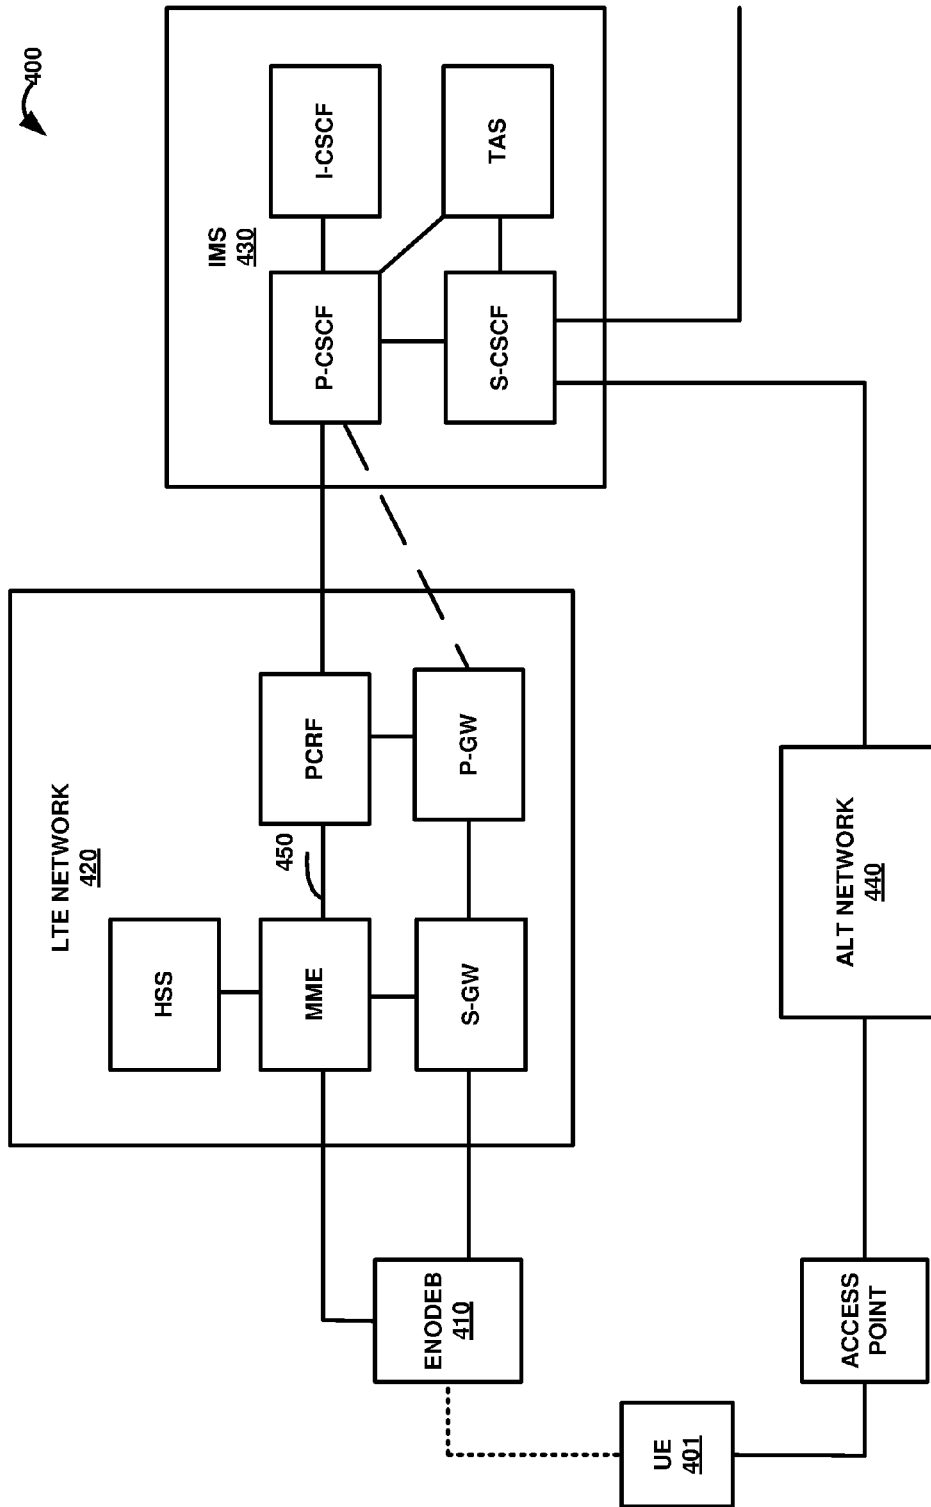 400
LTE NETWORK
420
HSS
MME
450
PCRF
S-GW
P-GW
IMS
430
P-CSCF
I-CSCF
S-CSCF
TAS
ENODEB
410
UE
401
ACCESS
POINT
ALT NETWORK
440